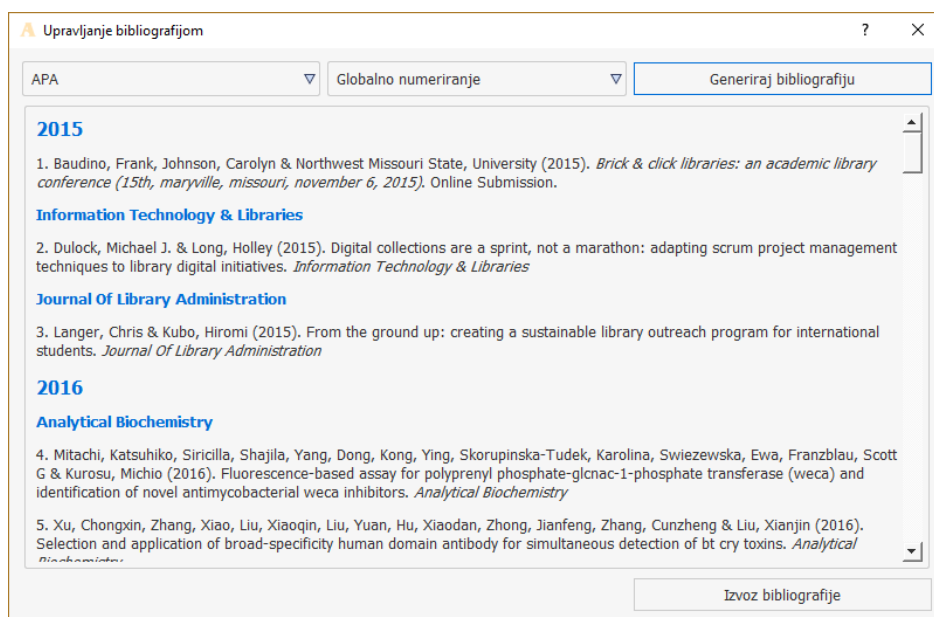 Upravljanje bibliografijom
APA
Globalno numeriranje
Generiraj bibliografiju
2015
1. Baudino, Frank, Johnson, Carolyn & Northwest Missouri State, University (2015). Brick & click libraries: an academic library
conference (15th, maryville, missouri, november 6, 2015). Online Submission.
Information Technology & Libraries
2. Dulock, Michael J. & Long, Holley (2015). Digital collections are a sprint, not a marathon: adapting scrum project management
techniques to library digital initiatives. Information Technology & Libraries
Journal Of Library Administration
3. Langer, Chris & Kubo, Hiromi (2015). From the ground up: creating a sustainable library outreach program for international
students. Journal Of Library Administration
2016
Analytical Biochemistry
4. Mitachi, Katsuhiko, Siricilla, Shajila, Yang, Dong, Kong, Ying, Skorupinska-Tudek, Karolina, Swiezewska, Ewa, Franzblau, Scott
G & Kurosu, Michio (2016). Fluorescence-based assay for polyprenyl phosphate-glcnac-1-phosphate transferase (weca) and
identification of novel antimycobacterial weca inhibitors. Analytical Biochemistry
5. Xu, Chongxin, Zhang, Xiao, Liu, Xiaoqin, Liu, Yuan, Hu, Xiaodan, Zhong, Jianfeng, Zhang, Cunzheng & Liu, Xianjin (2016).
Selection and application of broad-specificity human domain antibody for simultaneous detection of bt cry toxins. Analytical
Biochemistry
Izvoz bibliografije